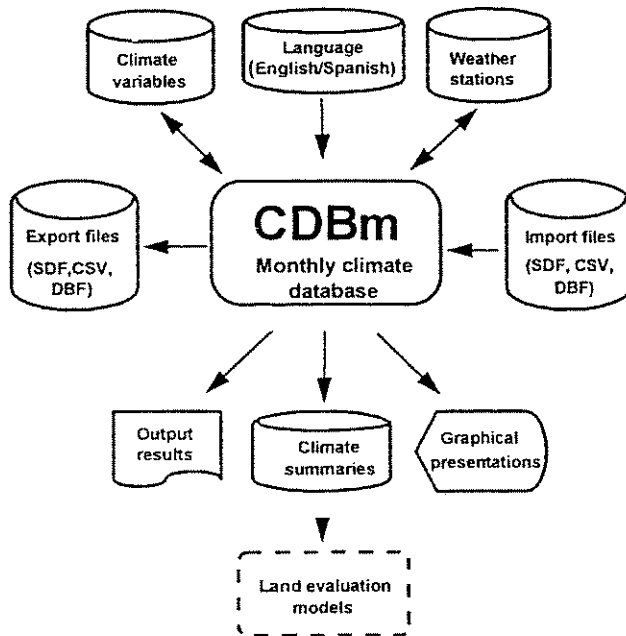 Climate
variables
Language
(English/Spanish)
Weather
stations
Export files
(SDF,CSV,
DBF)
CDBm
Monthly climate
database
Import files
(SDF, CSV,
DBF)
Output
results
Climate
summaries
Graphical
presentations
Land evaluation
models